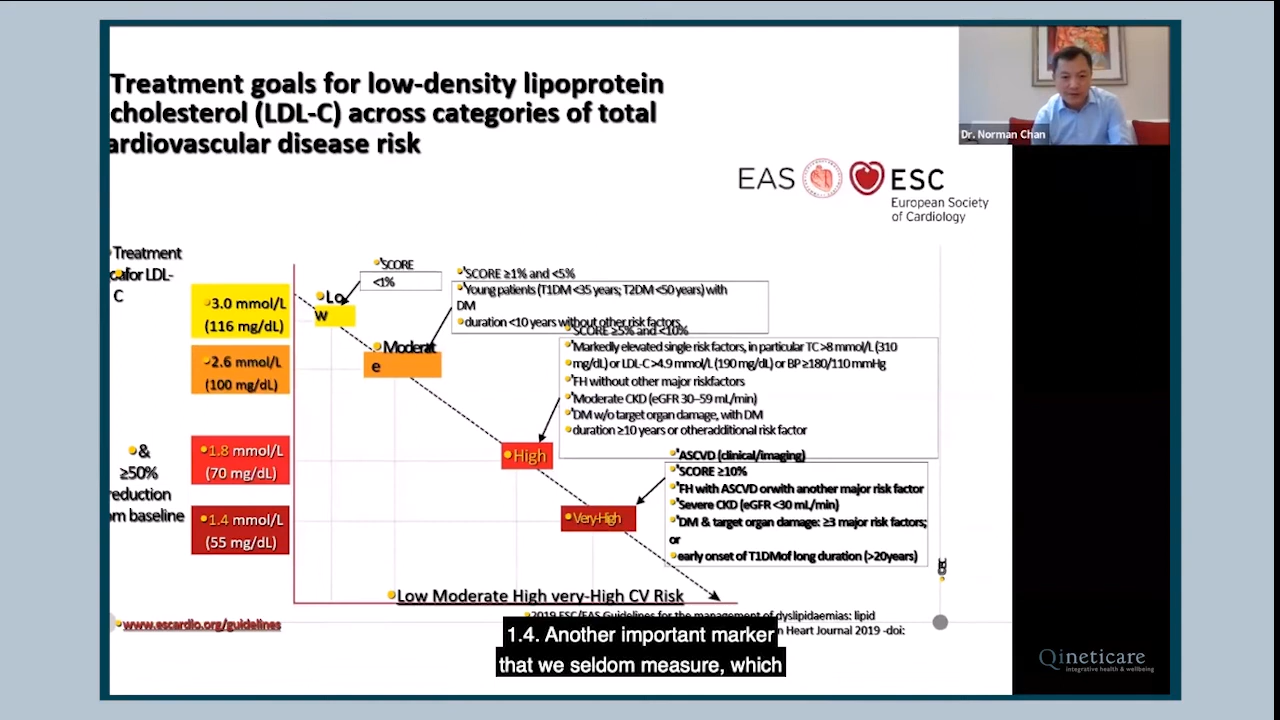 Treatment goals for low-density lipoprotein
cholesterol (LDL-C) across categories of total
ardiovascular disease risk
Dr. Norman Chan
EAS
ESC
European Society
of Cardiology
Treatment
for LDL-
C
3.0 mmol/L
(116 mg/dL)
2.6 mmol/L
(100 mg/dL)
1.8 mmol/L
(70 mg/dL)
1.4 mmol/L
(55 mg/dL)
&
≥50%
reduction
om baseline
Lo
w
Moderat
e
High
Very-High
SCORE
<1%
SCORE ≥1% and <5%
Young patients (T1DM <35 years; T2DM <50 years) with
DM
duration <10 years without other risk factors
SCORE ≥5% and <10%
Markedly elevated single risk factors, in particular TC >8 mmol/L (310
mg/dL) or LDL-C >4.9 mmol/L (190 mg/dL) or BP ≥180/110 mmHg
FH without other major riskfactors
Moderate CKD (eGFR 30–59 mL/min)
DM w/o target organ damage, with DM
duration ≥10 years or otheradditional risk factor
ASCVD (clinical/imaging)
SCORE ≥10%
FH with ASCVD orwith another major risk factor
Severe CKD (eGFR <30 mL/min)
DM & target organ damage: ≥3 major risk factors;
or
early onset of T1DMof long duration (>20years)
Low Moderate High very-High CV Risk
www.escardio.org/guidelines
2019 ESC/EAS Guidelines for the management of dyslipidaemias: lipid
n Heart Journal 2019 -doi:
1.4. Another important marker
that we seldom measure, which
Qineticare
integrative health & wellbeing